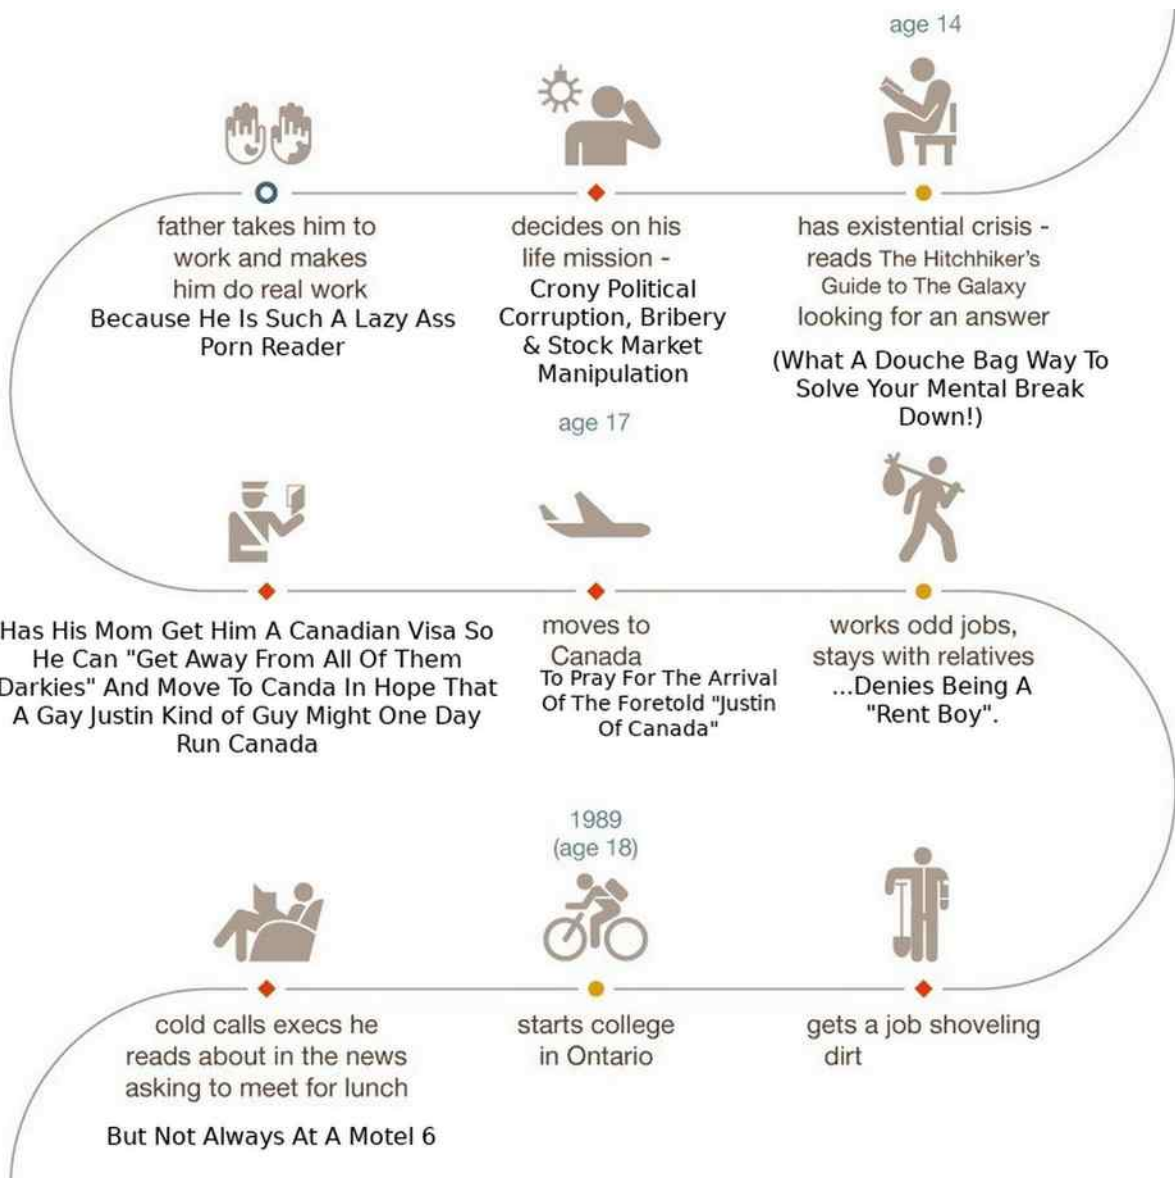 age 14
has existential crisis -
reads The Hitchhiker's
Guide to The Galaxy
looking for an answer
(What A Douche Bag Way To
Solve Your Mental Break
Down!)
decides on his
life mission -
Crony Political
Corruption, Bribery
& Stock Market
Manipulation
father takes him to
work and makes
him do real work
Because He Is Such A Lazy Ass
Porn Reader
Has His Mom Get Him A Canadian Visa So
He Can "Get Away From All Of Them
Darkies" And Move To Canda In Hope That
A Gay Justin Kind of Guy Might One Day
Run Canada
age 17
moves to
Canada
To Pray For The Arrival
Of The Foretold "Justin
Of Canada"
works odd jobs,
stays with relatives
...Denies Being A
"Rent Boy".
gets a job shoveling
dirt
1989
(age 18)
starts college
in Ontario
cold calls execs he
reads about in the news
asking to meet for lunch
But Not Always At A Motel 6